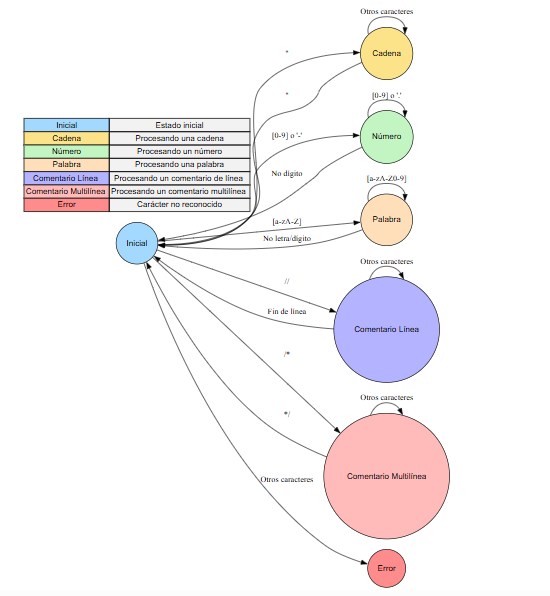 Otros caracteres
Cadena
"
"
[0-9] o '.'
[0-9] o '-'
Número
No dígito
Inicial Estado inicial
Cadena Procesando una cadena
Número Procesando un número
Palabra Procesando una palabra
Comentario Línea Procesando un comentario de línea
Comentario Multilínea Procesando un comentario multilínea
Error Carácter no reconocido
[a-zA-Z0-9]
[a-zA-Z]
Palabra
No letra/dígito
Inicial
Otros caracteres
//
Fin de línea
Comentario Línea
/*
Otros caracteres
*/
Comentario Multilínea
Otros caracteres
Error